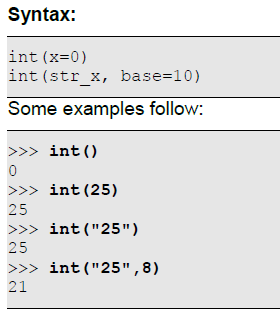 Syntax:
int(x=0)
int(str_x, base=10)
Some examples follow:
>>> int()
0
>>> int(25)
25
>>> int("25")
25
>>> int("25",8)
21